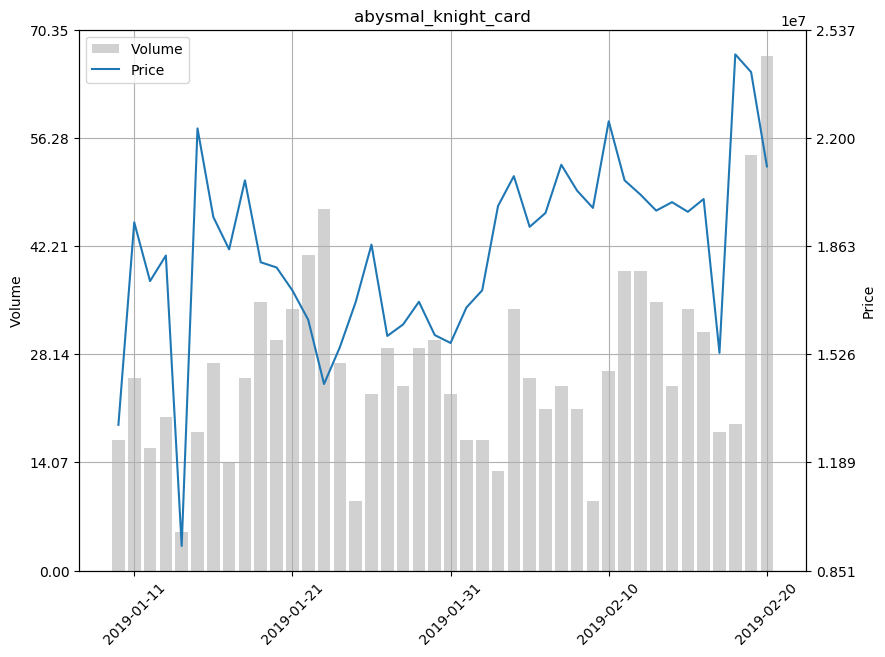 abysmal_knight_card
1e7
70.35
56.28
42.21
28.14
14.07
0.00
Volume
Volume
Price
2.537
2.200
1.863
1.526
1.189
0.851
Price
2019-01-11
2019-01-21
2019-01-31
2019-02-10
2019-02-20